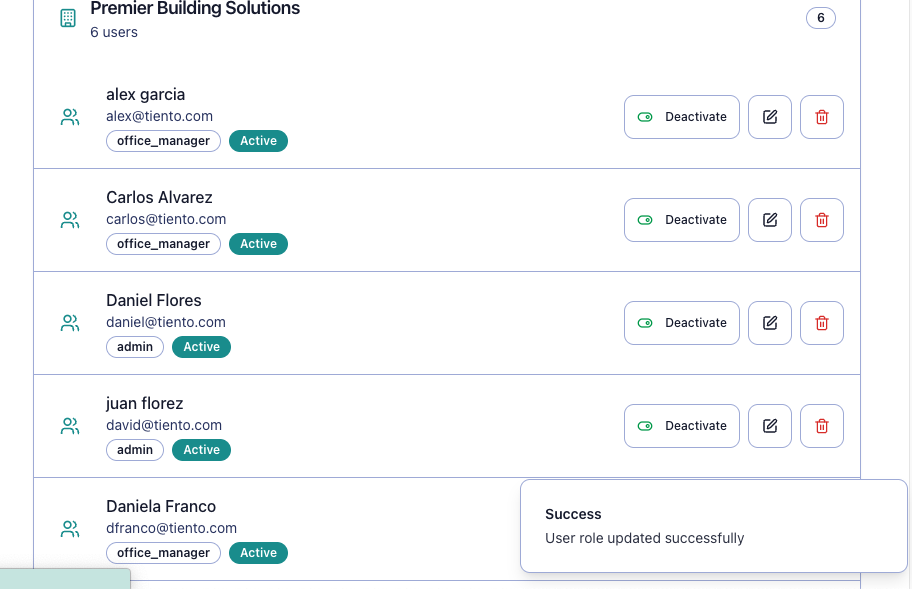 Premier Building Solutions
6 users
6
alex garcia
alex@tiento.com
office_manager Active
Deactivate
Carlos Alvarez
carlos@tiento.com
office_manager Active
Deactivate
Daniel Flores
daniel@tiento.com
admin Active
Deactivate
juan florez
david@tiento.com
admin Active
Deactivate
Daniela Franco
dfranco@tiento.com
office_manager Active
Success
User role updated successfully